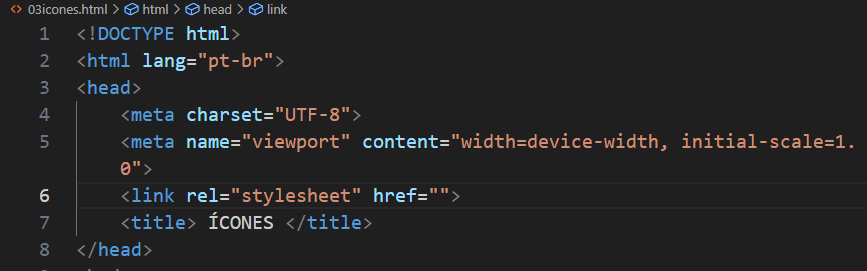 03icones.html > html > head > link
1 <!DOCTYPE html>
2 <html lang="pt-br">
3 <head>
4 <meta charset="UTF-8">
5 <meta name="viewport" content="width=device-width, initial-scale=1.
0">
6 <link rel="stylesheet" href="">
7 <title> ÍCONES </title>
8 </head>